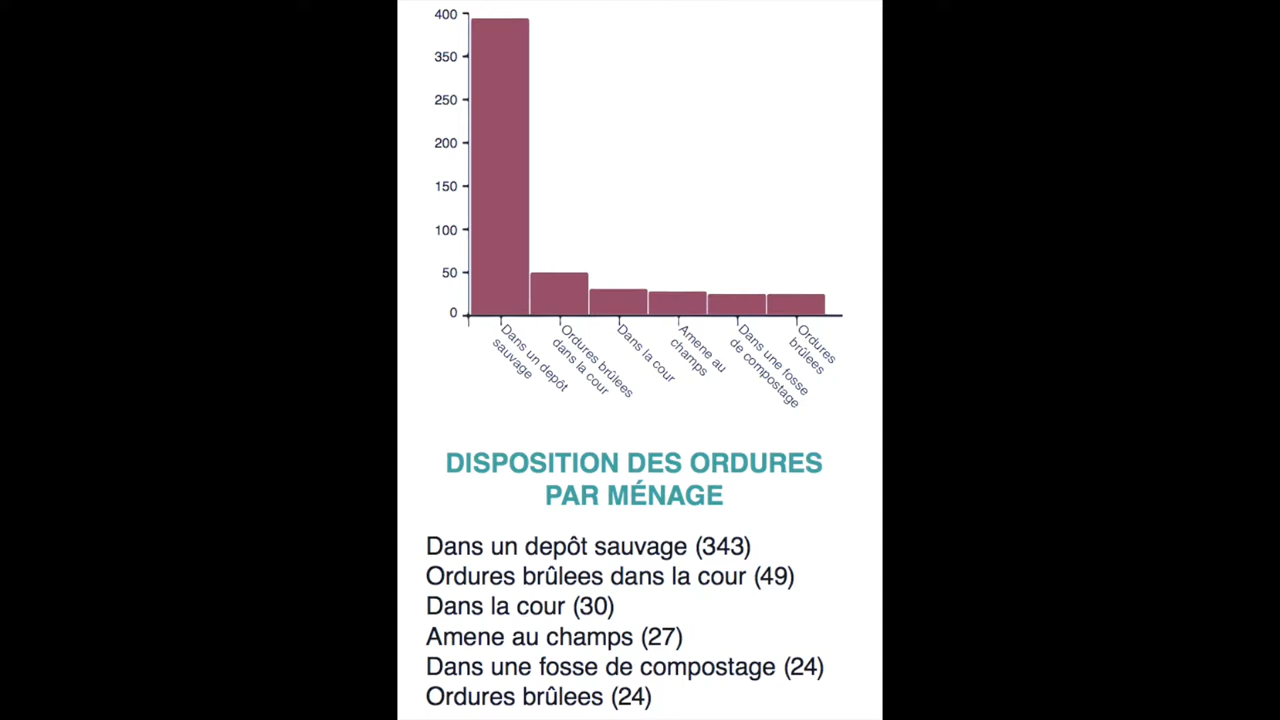 400
350
250
200
150
100
50
0
Dans un depôt
sauvage
Ordures brûlees
dans la cour
Dans la cour
Amene au
champs
Dans une fosse
de compostage
Ordures
brûlees
DISPOSITION DES ORDURES
PAR MÉNAGE
Dans un depôt sauvage (343)
Ordures brûlees dans la cour (49)
Dans la cour (30)
Amene au champs (27)
Dans une fosse de compostage (24)
Ordures brûlees (24)